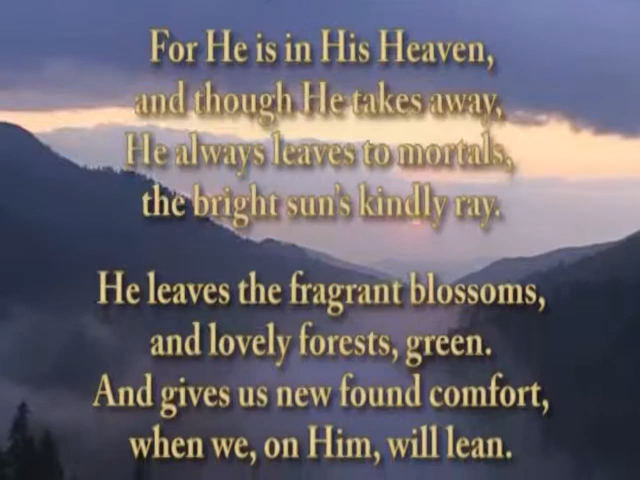 For He is in His Heaven,
and though He takes away,
He always leaves to mortals,
the bright sun's kindly ray.
He leaves the fragrant blossoms,
and lovely forests, green.
And gives us new found comfort,
when we, on Him, will lean.